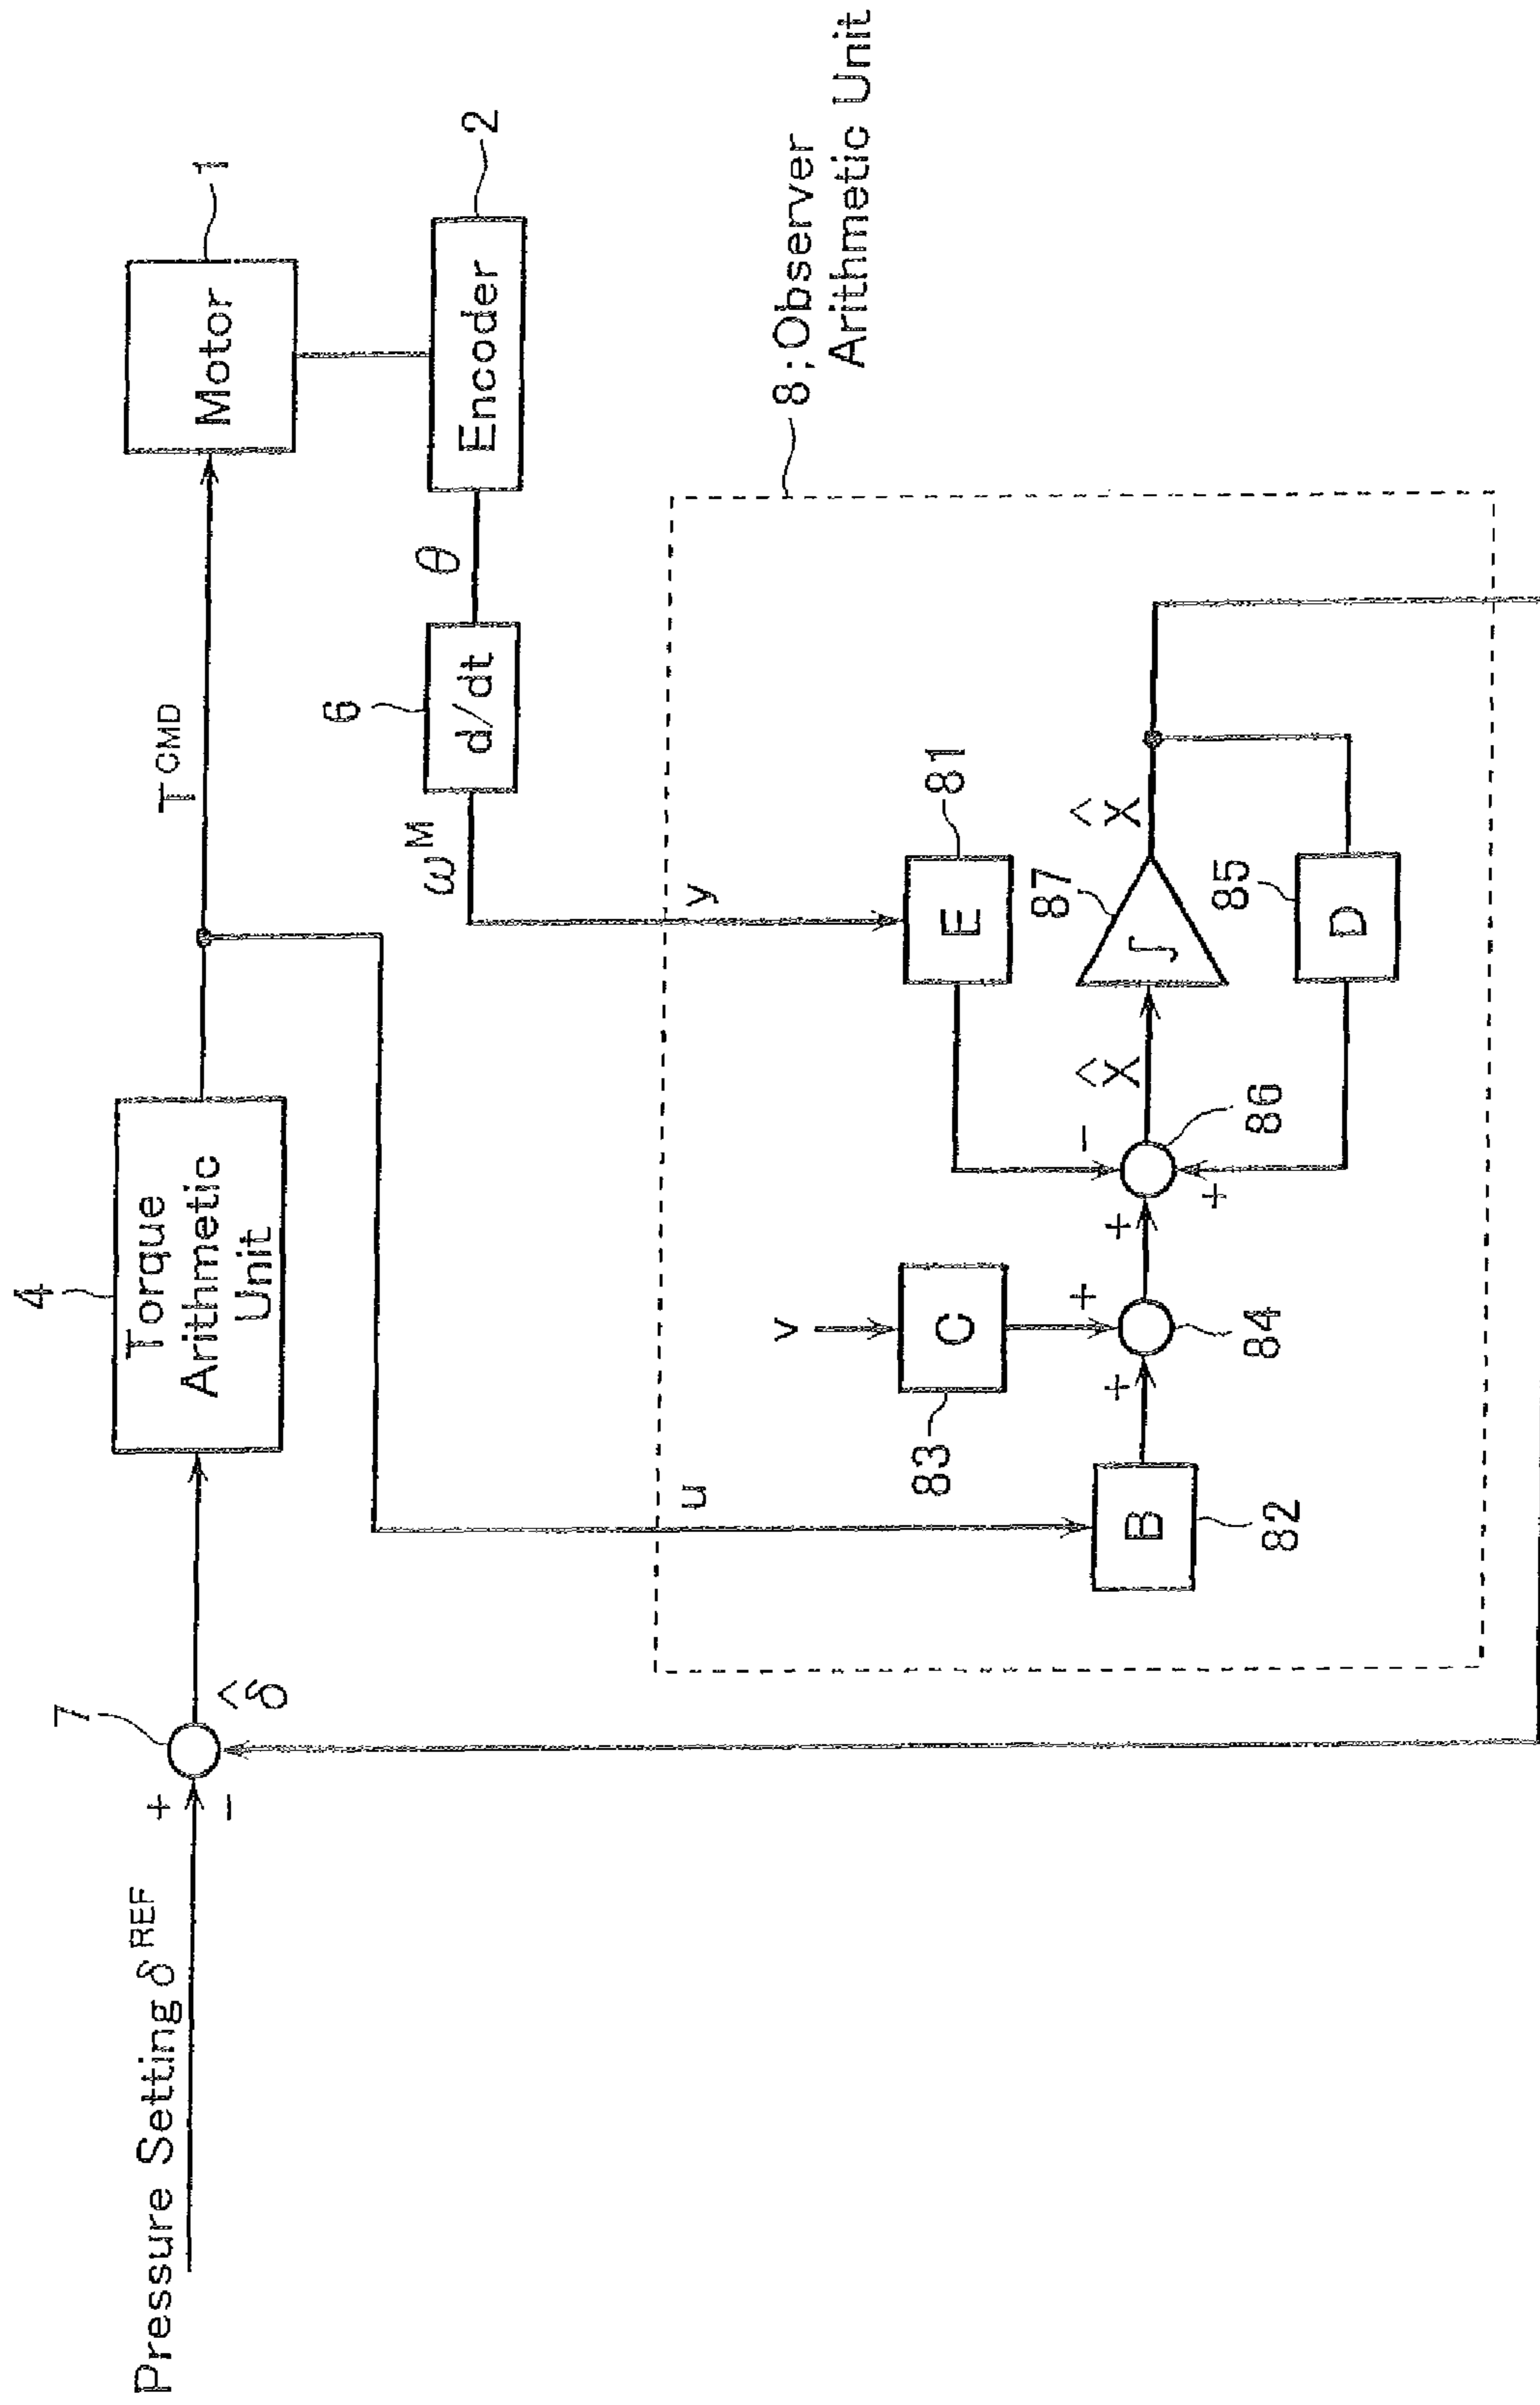 Pressure Setting δ^REF
+
−
7
δ̂
4
Torque
Arithmetic
Unit
T^CMD
Motor
1
Encoder
2
θ
6
d/dt
ω^M
8;Observer
Arithmetic Unit
u
y
v
E
81
C
83
B
82
+
+
84
+
−
+
86
X̂
∫
87
X̂
D
85